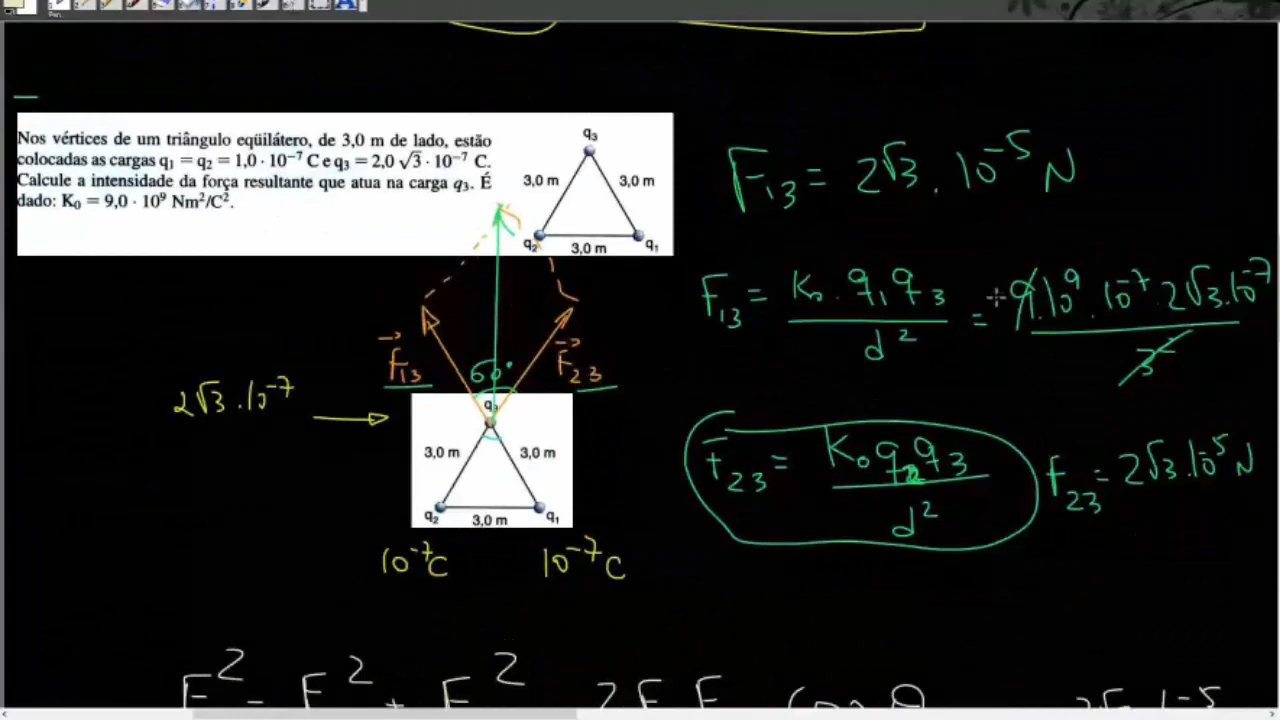 Nos vértices de um triângulo eqüilátero, de 3,0 m de lado, estão
colocadas as cargas q₁ = q₂ = 1,0 · 10⁻⁷ C e q₃ = 2,0 √3 · 10⁻⁷ C.
Calcule a intensidade da força resultante que atua na carga q₃. É
dado: K₀ = 9,0 · 10⁹ Nm²/C².
q₃
3,0 m 3,0 m
q₂ 3,0 m q₁
F₁₃ = 2√3 . 10⁻⁵ N
F₁₃ = K₀ . q₁ q₃ / d² = 9.10⁹ . 10⁻⁷ . 2√3.10⁻⁷ / 3²
F₁₃ 60° F₂₃
2√3 . 10⁻⁷
q₃
3,0 m 3,0 m
q₂ 3,0 m q₁
10⁻⁷C 10⁻⁷C
F₂₃ = K₀ q₂ q₃ / d² F₂₃ = 2√3.10⁻⁵ N
F² = F² + F² 2 F F cos θ